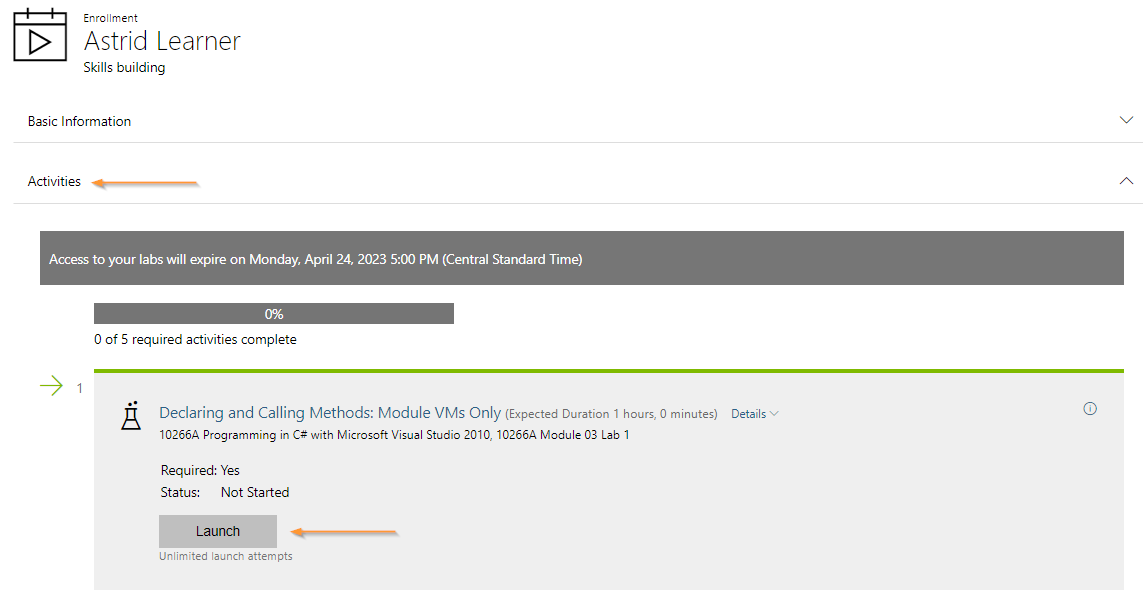 Enrollment
Astrid Learner
Skills building
Basic Information
Activities
Access to your labs will expire on Monday, April 24, 2023 5:00 PM (Central Standard Time)
0%
0 of 5 required activities complete
1
Declaring and Calling Methods: Module VMs Only (Expected Duration 1 hours, 0 minutes) Details
10266A Programming in C# with Microsoft Visual Studio 2010, 10266A Module 03 Lab 1
Required: Yes
Status: Not Started
Launch
Unlimited launch attempts